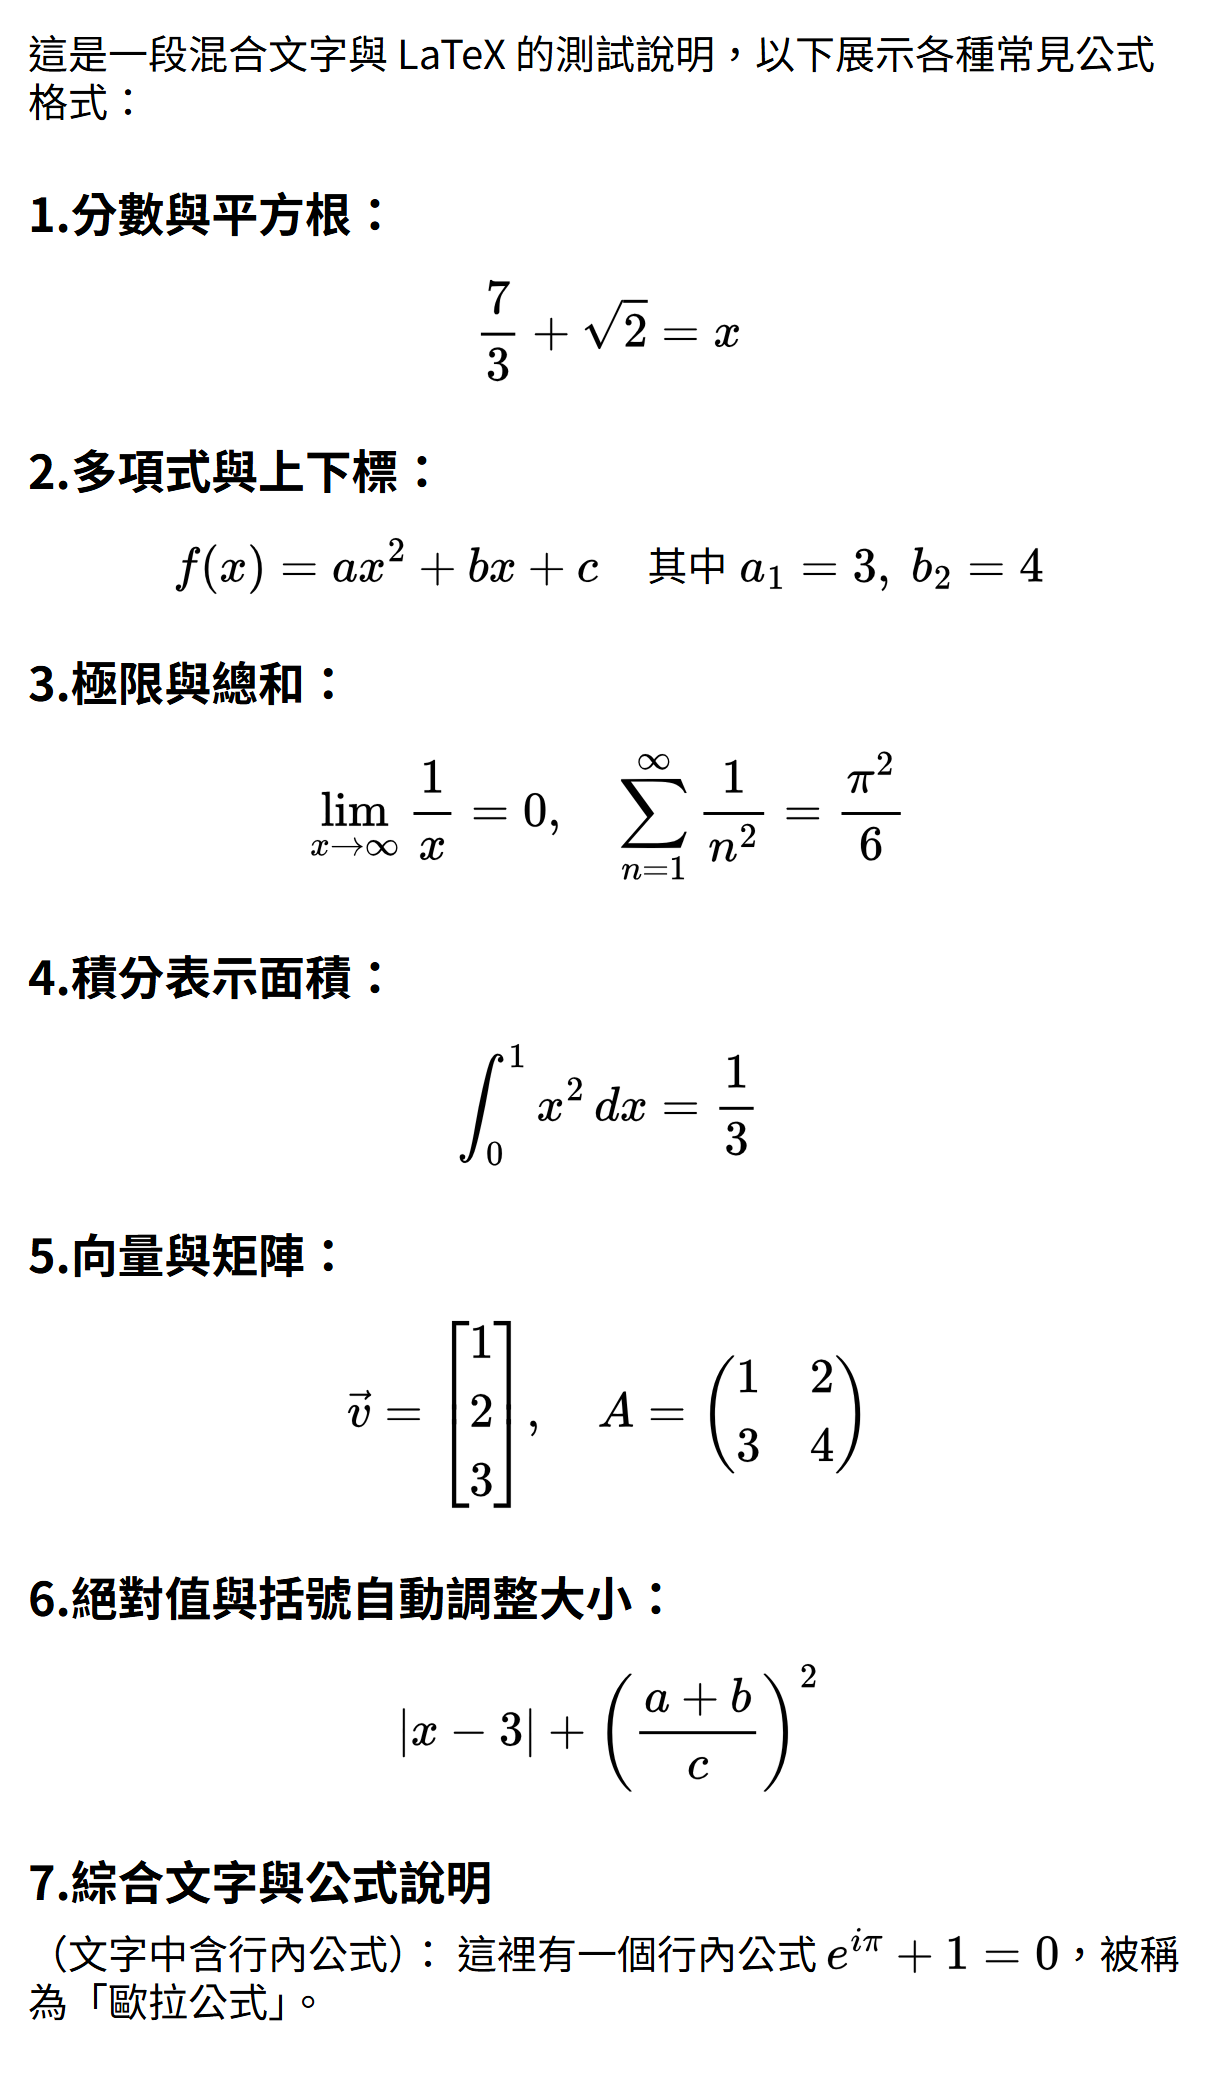 這是一段混合文字與 LaTeX 的測試說明，以下展示各種常見公式
格式：
1.分數與平方根：
$\frac{7}{3} + \sqrt{2} = x$
2.多項式與上下標：
$f(x) = ax^2 + bx + c \quad \text{其中 } a_1 = 3,\ b_2 = 4$
3.極限與總和：
$\lim_{x \to \infty} \frac{1}{x} = 0, \quad \sum_{n=1}^{\infty} \frac{1}{n^2} = \frac{\pi^2}{6}$
4.積分表示面積：
$\int_0^1 x^2 \, dx = \frac{1}{3}$
5.向量與矩陣：
$\vec{v} = \begin{bmatrix} 1 \\ 2 \\ 3 \end{bmatrix}, \quad A = \begin{pmatrix} 1 & 2 \\ 3 & 4 \end{pmatrix}$
6.絕對值與括號自動調整大小：
$|x - 3| + \left( \frac{a + b}{c} \right)^2$
7.綜合文字與公式說明
（文字中含行內公式）： 這裡有一個行內公式 $e^{i\pi} + 1 = 0$，被稱
為「歐拉公式」。